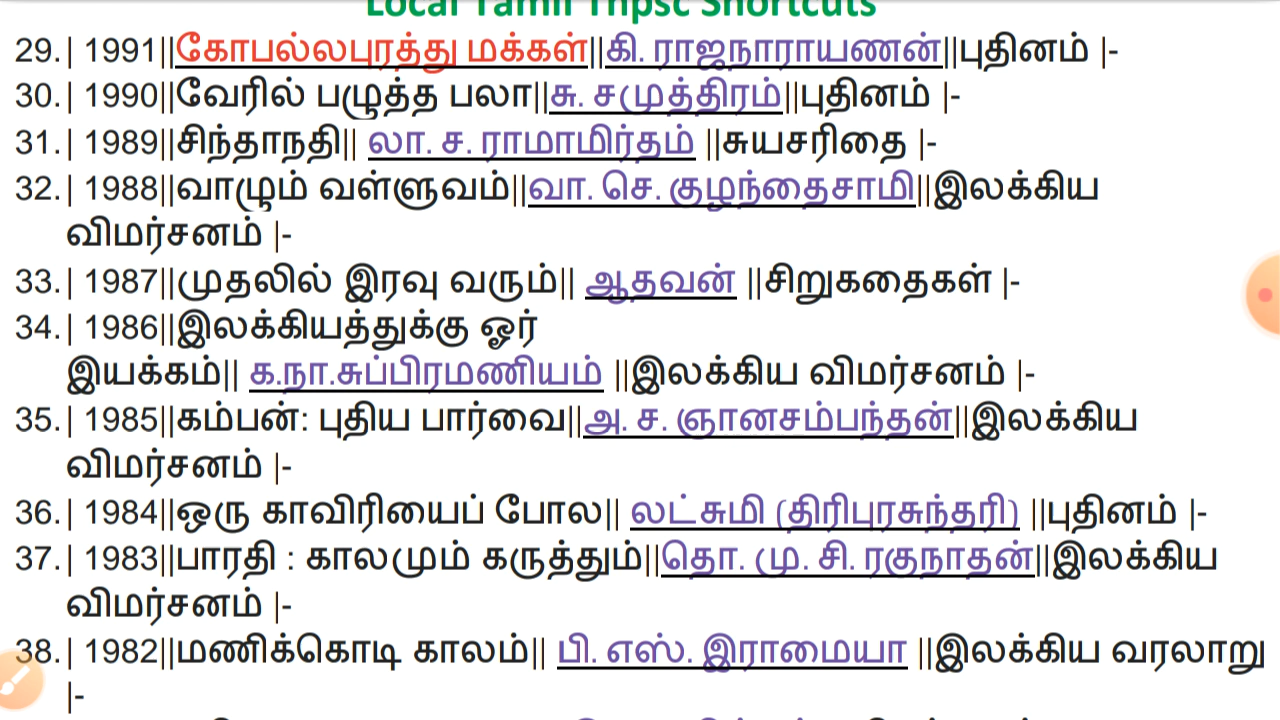 Local Tamil Tnpsc Shortcuts
29.| 1991||கோபல்லபுரத்து மக்கள்||கி. ராஜநாராயணன்||புதினம் |-
30.| 1990||வேரில் பழுத்த பலா||சு. சமுத்திரம்||புதினம் |-
31.| 1989||சிந்தாநதி|| லா. ச. ராமாமிர்தம் ||சுயசரிதை |-
32.| 1988||வாழும் வள்ளுவம்||வா. செ. குழந்தைசாமி||இலக்கிய
விமர்சனம் |-
33.| 1987||முதலில் இரவு வரும்|| ஆதவன் ||சிறுகதைகள் |-
34.| 1986||இலக்கியத்துக்கு ஓர்
இயக்கம்|| க.நா.சுப்பிரமணியம் ||இலக்கிய விமர்சனம் |-
35.| 1985||கம்பன்: புதிய பார்வை||அ. ச. ஞானசம்பந்தன்||இலக்கிய
விமர்சனம் |-
36.| 1984||ஒரு காவிரியைப் போல|| லட்சுமி (திரிபுரசுந்தரி) ||புதினம் |-
37.| 1983||பாரதி : காலமும் கருத்தும்||தொ. மு. சி. ரகுநாதன்||இலக்கிய
விமர்சனம் |-
38.| 1982||மணிக்கொடி காலம்|| பி. எஸ். இராமையா ||இலக்கிய வரலாறு
|-